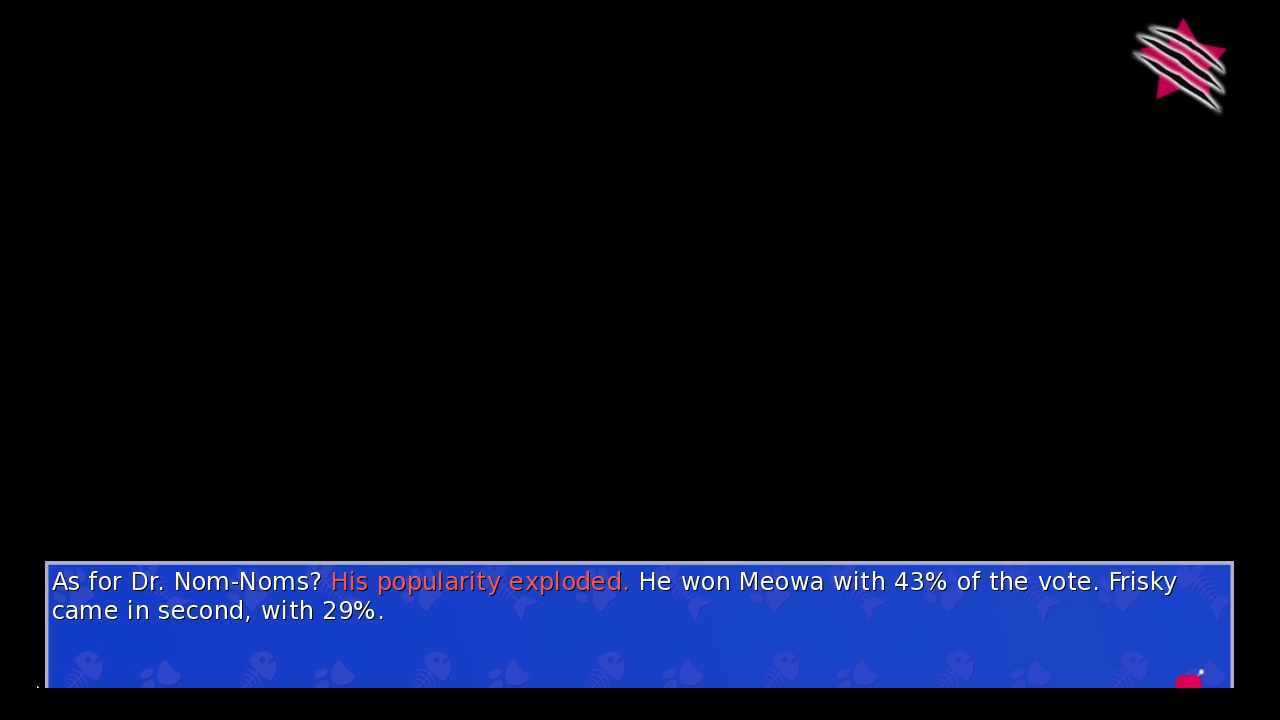 As for Dr. Nom-Noms? His popularity exploded. He won Meowa with 43% of the vote. Frisky
came in second, with 29%.